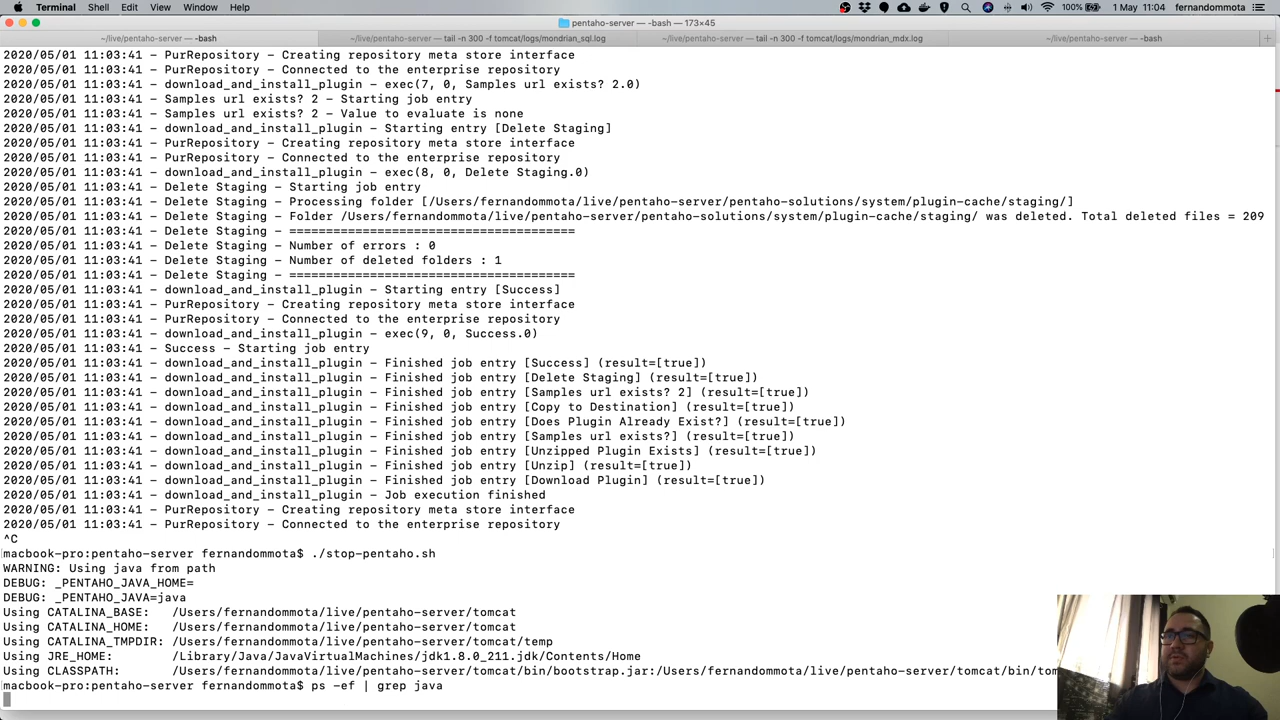 Terminal Shell Edit View Window Help 100% 1 May 11:04 fernandommota
pentaho-server — -bash — 173×45
~/live/pentaho-server — -bash ~/live/pentaho-server — tail -n 300 -f tomcat/logs/mondrian_sql.log ~/live/pentaho-server — tail -n 300 -f tomcat/logs/mondrian_mdx.log ~/live/pentaho-server — -bash
2020/05/01 11:03:41 - PurRepository - Creating repository meta store interface
2020/05/01 11:03:41 - PurRepository - Connected to the enterprise repository
2020/05/01 11:03:41 - download_and_install_plugin - exec(7, 0, Samples url exists? 2.0)
2020/05/01 11:03:41 - Samples url exists? 2 - Starting job entry
2020/05/01 11:03:41 - Samples url exists? 2 - Value to evaluate is none
2020/05/01 11:03:41 - download_and_install_plugin - Starting entry [Delete Staging]
2020/05/01 11:03:41 - PurRepository - Creating repository meta store interface
2020/05/01 11:03:41 - PurRepository - Connected to the enterprise repository
2020/05/01 11:03:41 - download_and_install_plugin - exec(8, 0, Delete Staging.0)
2020/05/01 11:03:41 - Delete Staging - Starting job entry
2020/05/01 11:03:41 - Delete Staging - Processing folder [/Users/fernandommota/live/pentaho-server/pentaho-solutions/system/plugin-cache/staging/]
2020/05/01 11:03:41 - Delete Staging - Folder /Users/fernandommota/live/pentaho-server/pentaho-solutions/system/plugin-cache/staging/ was deleted. Total deleted files = 209
2020/05/01 11:03:41 - Delete Staging - =======================================
2020/05/01 11:03:41 - Delete Staging - Number of errors : 0
2020/05/01 11:03:41 - Delete Staging - Number of deleted folders : 1
2020/05/01 11:03:41 - Delete Staging - =======================================
2020/05/01 11:03:41 - download_and_install_plugin - Starting entry [Success]
2020/05/01 11:03:41 - PurRepository - Creating repository meta store interface
2020/05/01 11:03:41 - PurRepository - Connected to the enterprise repository
2020/05/01 11:03:41 - download_and_install_plugin - exec(9, 0, Success.0)
2020/05/01 11:03:41 - Success - Starting job entry
2020/05/01 11:03:41 - download_and_install_plugin - Finished job entry [Success] (result=[true])
2020/05/01 11:03:41 - download_and_install_plugin - Finished job entry [Delete Staging] (result=[true])
2020/05/01 11:03:41 - download_and_install_plugin - Finished job entry [Samples url exists? 2] (result=[true])
2020/05/01 11:03:41 - download_and_install_plugin - Finished job entry [Copy to Destination] (result=[true])
2020/05/01 11:03:41 - download_and_install_plugin - Finished job entry [Does Plugin Already Exist?] (result=[true])
2020/05/01 11:03:41 - download_and_install_plugin - Finished job entry [Samples url exists?] (result=[true])
2020/05/01 11:03:41 - download_and_install_plugin - Finished job entry [Unzipped Plugin Exists] (result=[true])
2020/05/01 11:03:41 - download_and_install_plugin - Finished job entry [Unzip] (result=[true])
2020/05/01 11:03:41 - download_and_install_plugin - Finished job entry [Download Plugin] (result=[true])
2020/05/01 11:03:41 - download_and_install_plugin - Job execution finished
2020/05/01 11:03:41 - PurRepository - Creating repository meta store interface
2020/05/01 11:03:41 - PurRepository - Connected to the enterprise repository
^C
macbook-pro:pentaho-server fernandommota$ ./stop-pentaho.sh
WARNING: Using java from path
DEBUG: _PENTAHO_JAVA_HOME=
DEBUG: _PENTAHO_JAVA=java
Using CATALINA_BASE: /Users/fernandommota/live/pentaho-server/tomcat
Using CATALINA_HOME: /Users/fernandommota/live/pentaho-server/tomcat
Using CATALINA_TMPDIR: /Users/fernandommota/live/pentaho-server/tomcat/temp
Using JRE_HOME: /Library/Java/JavaVirtualMachines/jdk1.8.0_211.jdk/Contents/Home
Using CLASSPATH: /Users/fernandommota/live/pentaho-server/tomcat/bin/bootstrap.jar:/Users/fernandommota/live/pentaho-server/tomcat/bin/tom
macbook-pro:pentaho-server fernandommota$ ps -ef | grep java